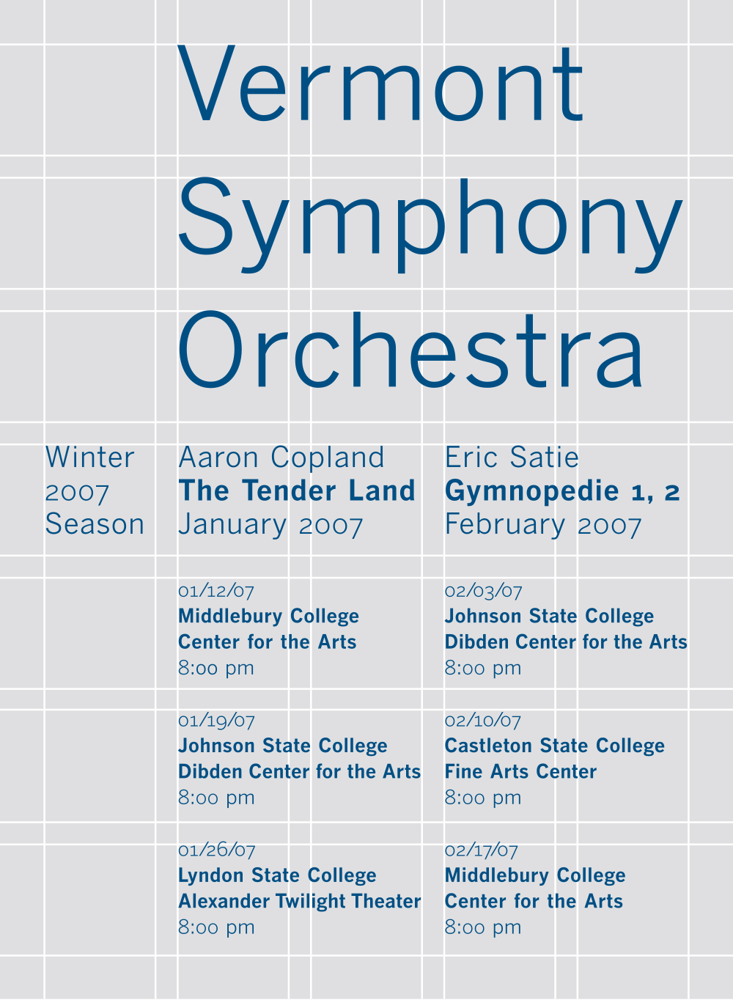 Vermont
Symphony
Orchestra
Winter
2007
Season
Aaron Copland
The Tender Land
January 2007
Eric Satie
Gymnopedie 1, 2
February 2007
01/12/07
Middlebury College
Center for the Arts
8:00 pm
01/19/07
Johnson State College
Dibden Center for the Arts
8:00 pm
01/26/07
Lyndon State College
Alexander Twilight Theater
8:00 pm
02/03/07
Johnson State College
Dibden Center for the Arts
8:00 pm
02/10/07
Castleton State College
Fine Arts Center
8:00 pm
02/17/07
Middlebury College
Center for the Arts
8:00 pm